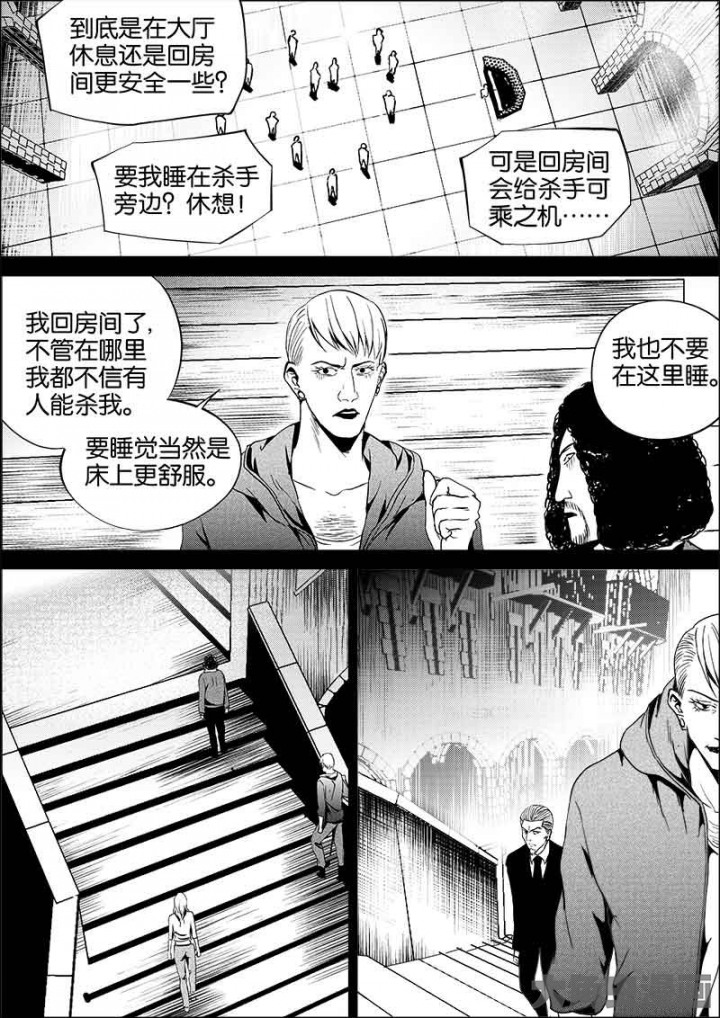 到底是在大厅
休息还是回房
间更安全一些?
要我睡在杀手
旁边?休想!
可是回房间
会给杀手可
乘之机……
我回房间了,
不管在哪里
我都不信有
人能杀我。
要睡觉当然是
床上更舒服。
我也不要
在这里睡。